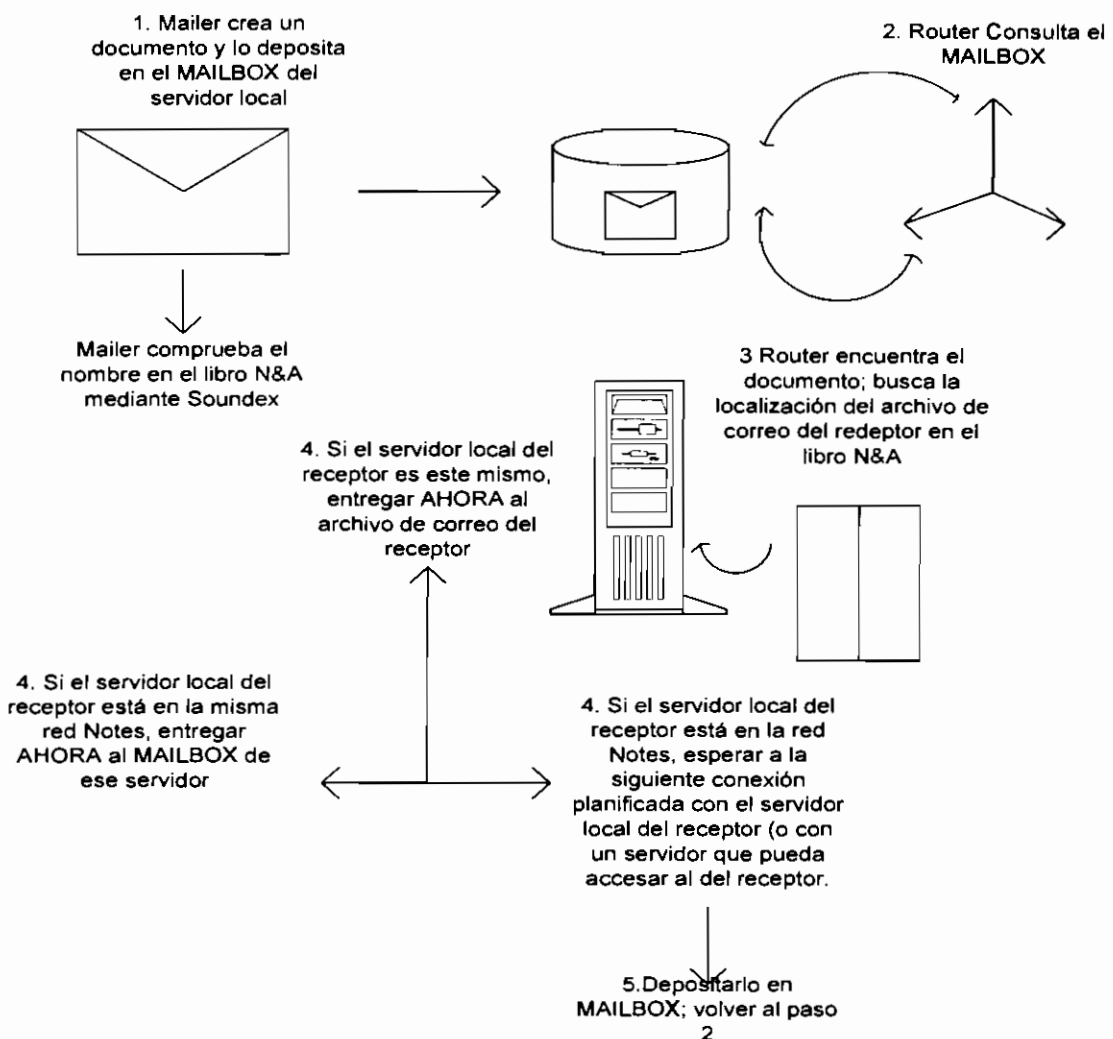 1. Mailer crea un
documento y lo deposita
en el MAILBOX del
servidor local
2. Router Consulta el
MAILBOX
Mailer comprueba el
nombre en el libro N&A
mediante Soundex
3 Router encuentra el
documento; busca la
localización del archivo de
correo del redeptor en el
libro N&A
4. Si el servidor local del
receptor es este mismo,
entregar AHORA al
archivo de correo del
receptor
4. Si el servidor local del
receptor está en la misma
red Notes, entregar
AHORA al MAILBOX de
ese servidor
4. Si el servidor local del
receptor está en la red
Notes, esperar a la
siguiente conexión
planificada con el servidor
local del receptor (o con
un servidor que pueda
accesar al del receptor.
5.Depositarlo en
MAILBOX; volver al paso
2